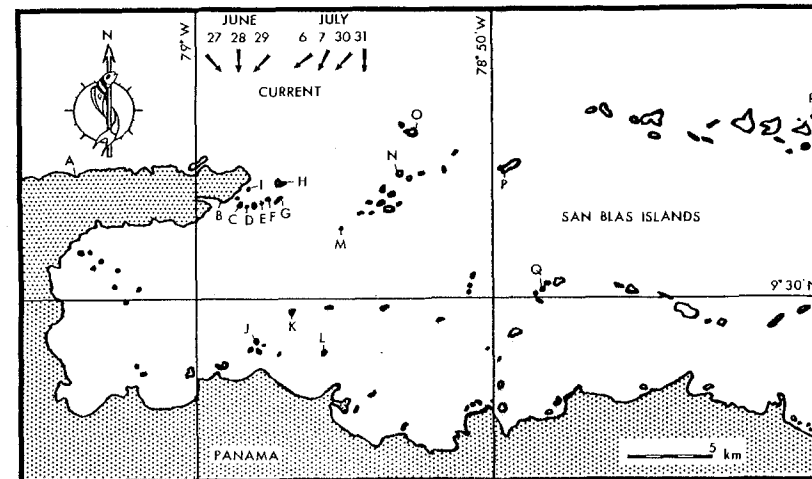 JUNE JULY
27 28 29 6 7 30 31
CURRENT
79° W
78° 50' W
N
A
B
C
D
E
F
G
H
I
M
N
O
P
SAN BLAS ISLANDS
Q
9° 30' N
J
K
L
PANAMA
5 km